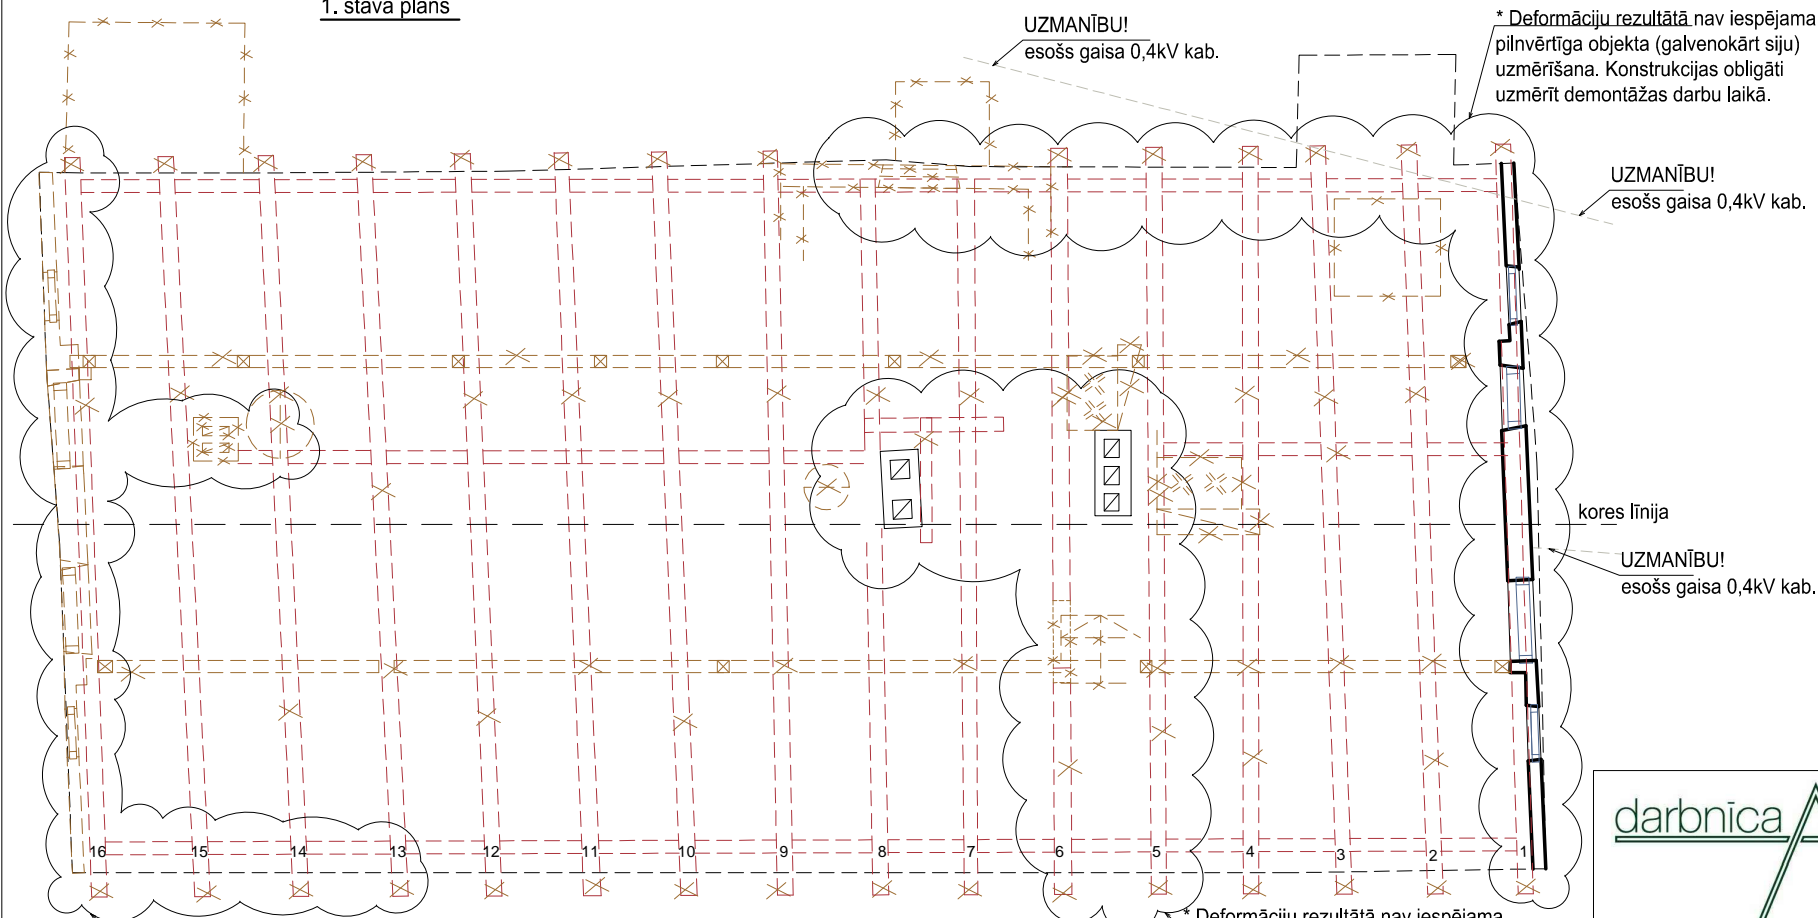 1. stāva plāns
UZMANĪBU!
esošs gaisa 0,4kV kab.
* Deformāciju rezultātā nav iespējama
pilnvērtīga objekta (galvenokārt siju)
uzmērīšana. Konstrukcijas obligāti
uzmērīt demontāžas darbu laikā.
UZMANĪBU!
esošs gaisa 0,4kV kab.
kores līnija
UZMANĪBU!
esošs gaisa 0,4kV kab.
darbnīca
16 15 14 13 12 11 10 9 8 7 6 5 4 3 2 1
* Deformāciju rezultātā nav iespējama